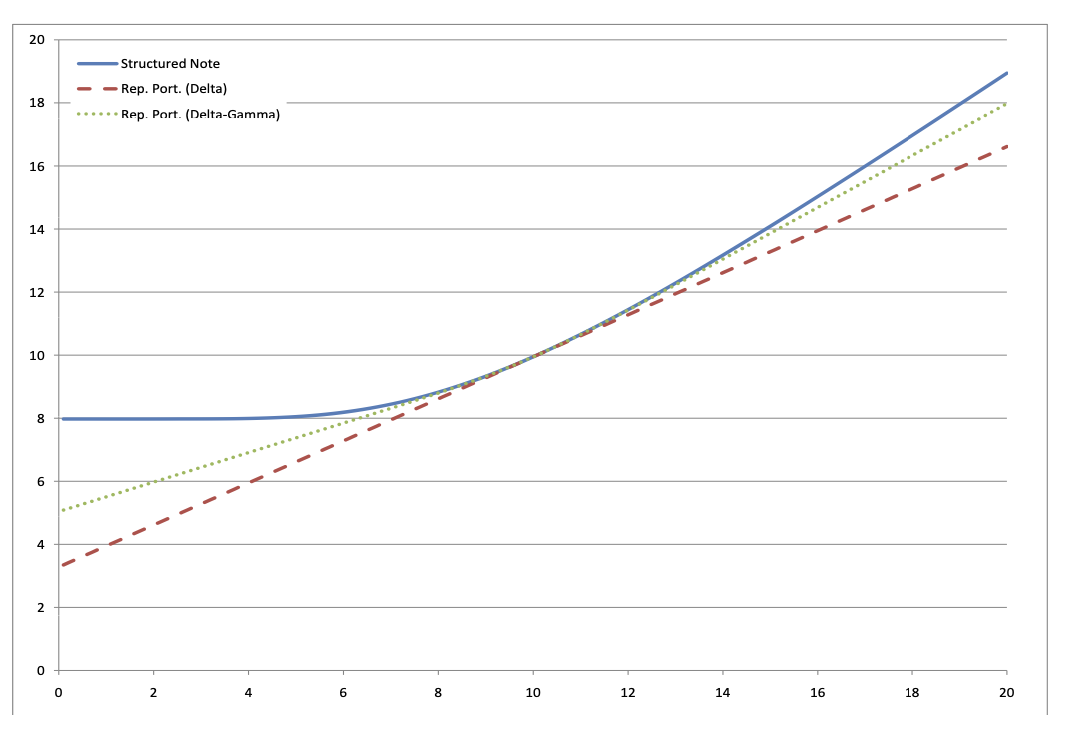 20
Structured Note
Rep. Port. (Delta)
18
Rep. Port. (Delta-Gamma)
16
14
12
10
8
6
4
2
0
0 2 4 6 8 10 12 14 16 18 20